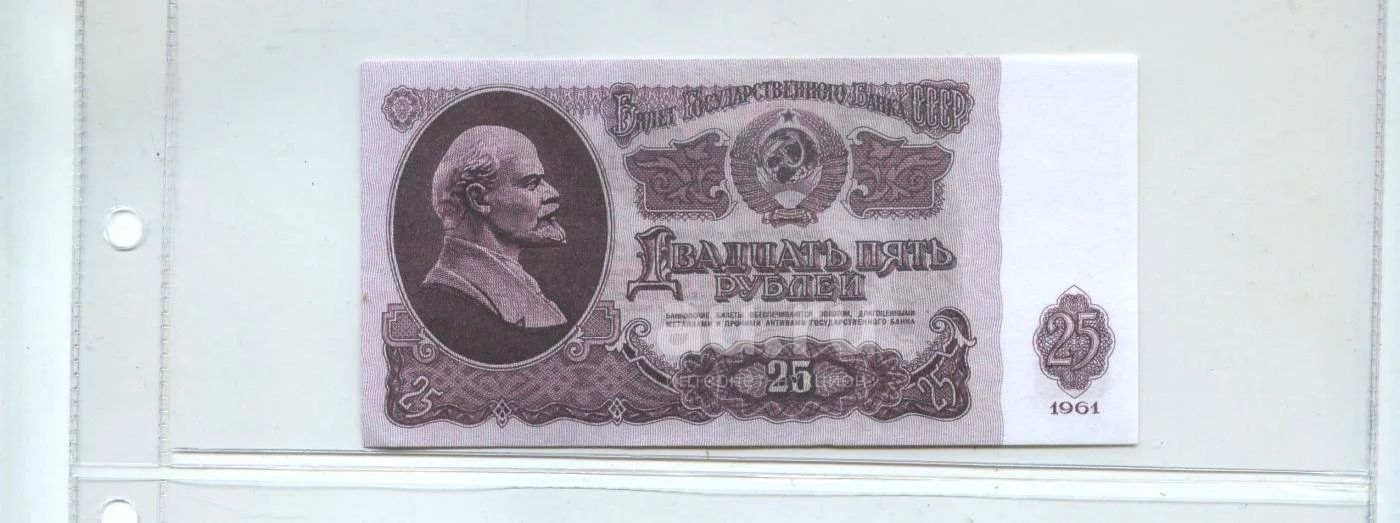 Билет Государственного Банка СССР
Двадцать пять
рублей
Банковские билеты обеспечиваются золотом, драгоценными
металлами и прочими активами Государственного банка
25
25
25
25
1961